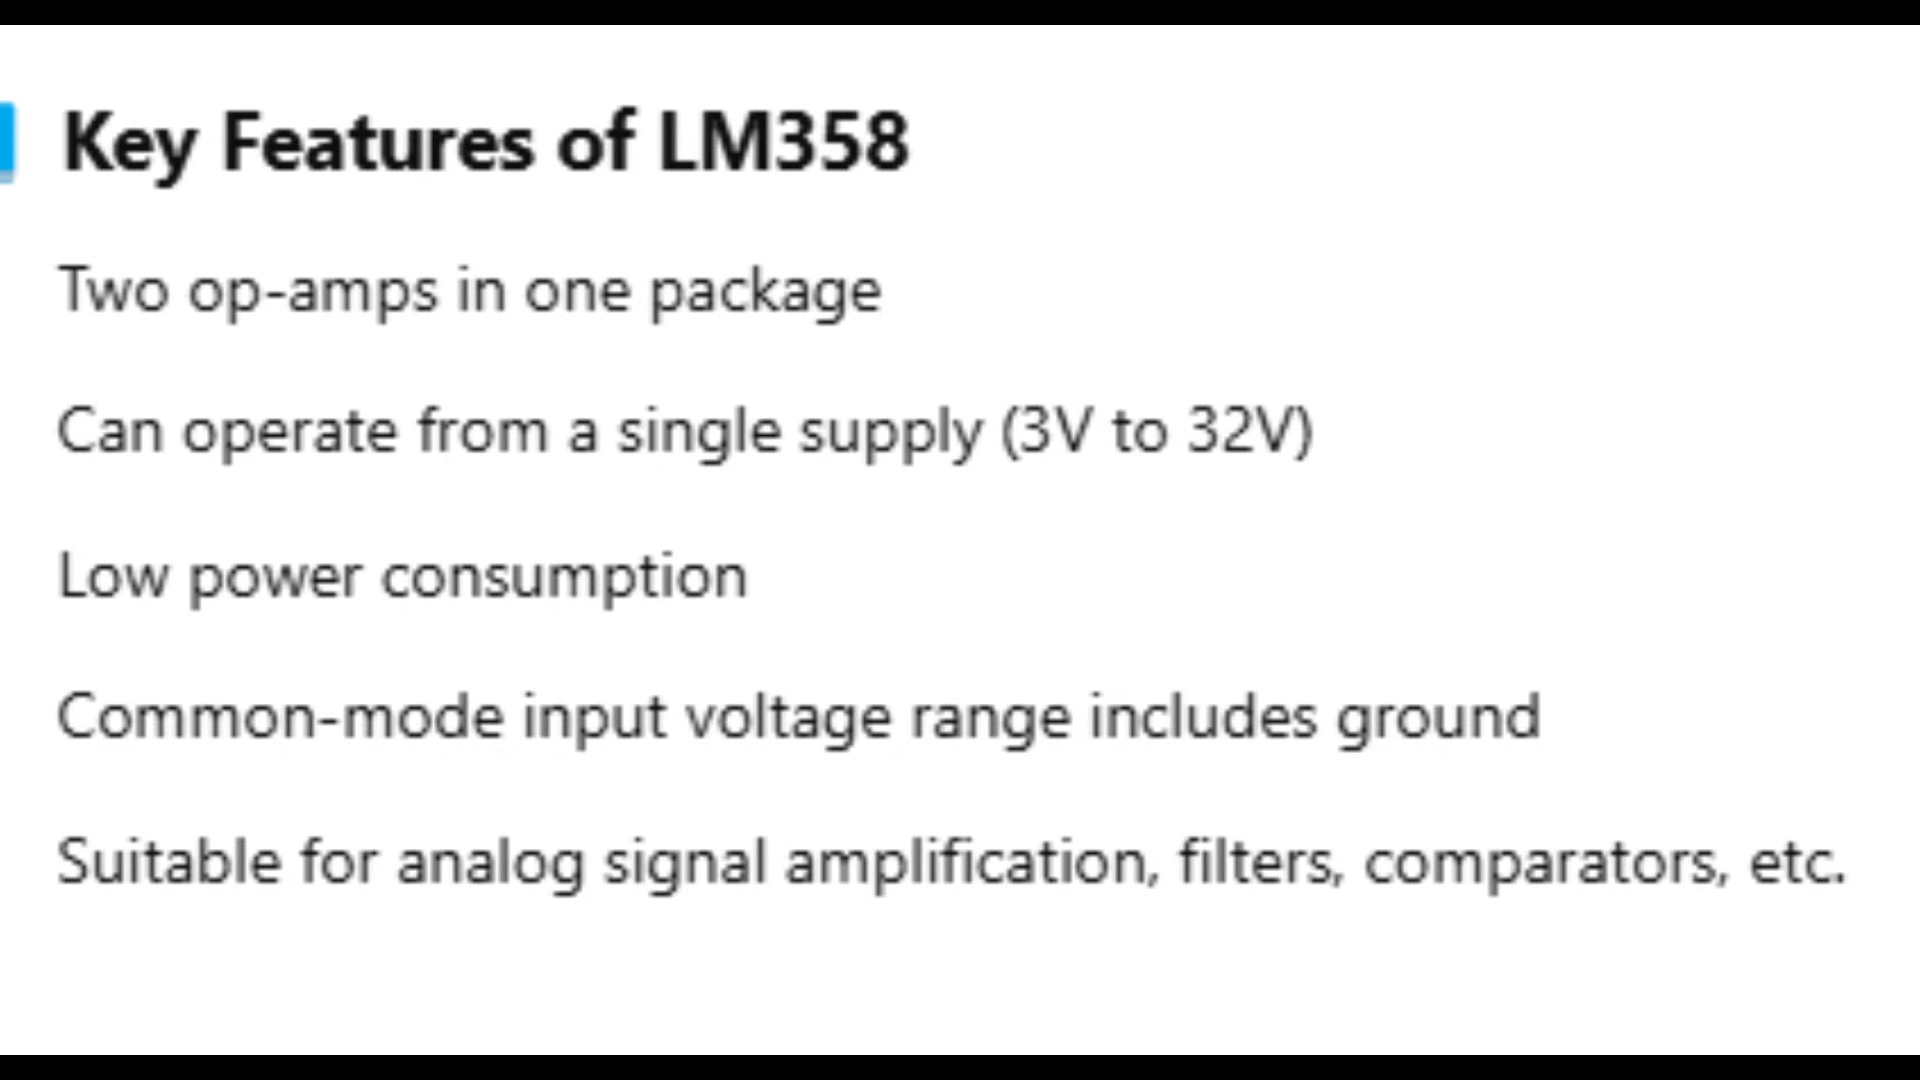 Key Features of LM358
Two op-amps in one package
Can operate from a single supply (3V to 32V)
Low power consumption
Common-mode input voltage range includes ground
Suitable for analog signal amplification, filters, comparators, etc.